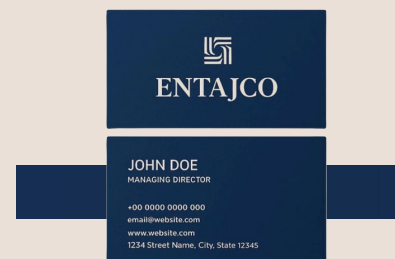 ENTAJCO
JOHN DOE
MANAGING DIRECTOR
+00 0000 0000 000
email@website.com
www.website.com
1234 Street Name, City, State 12345